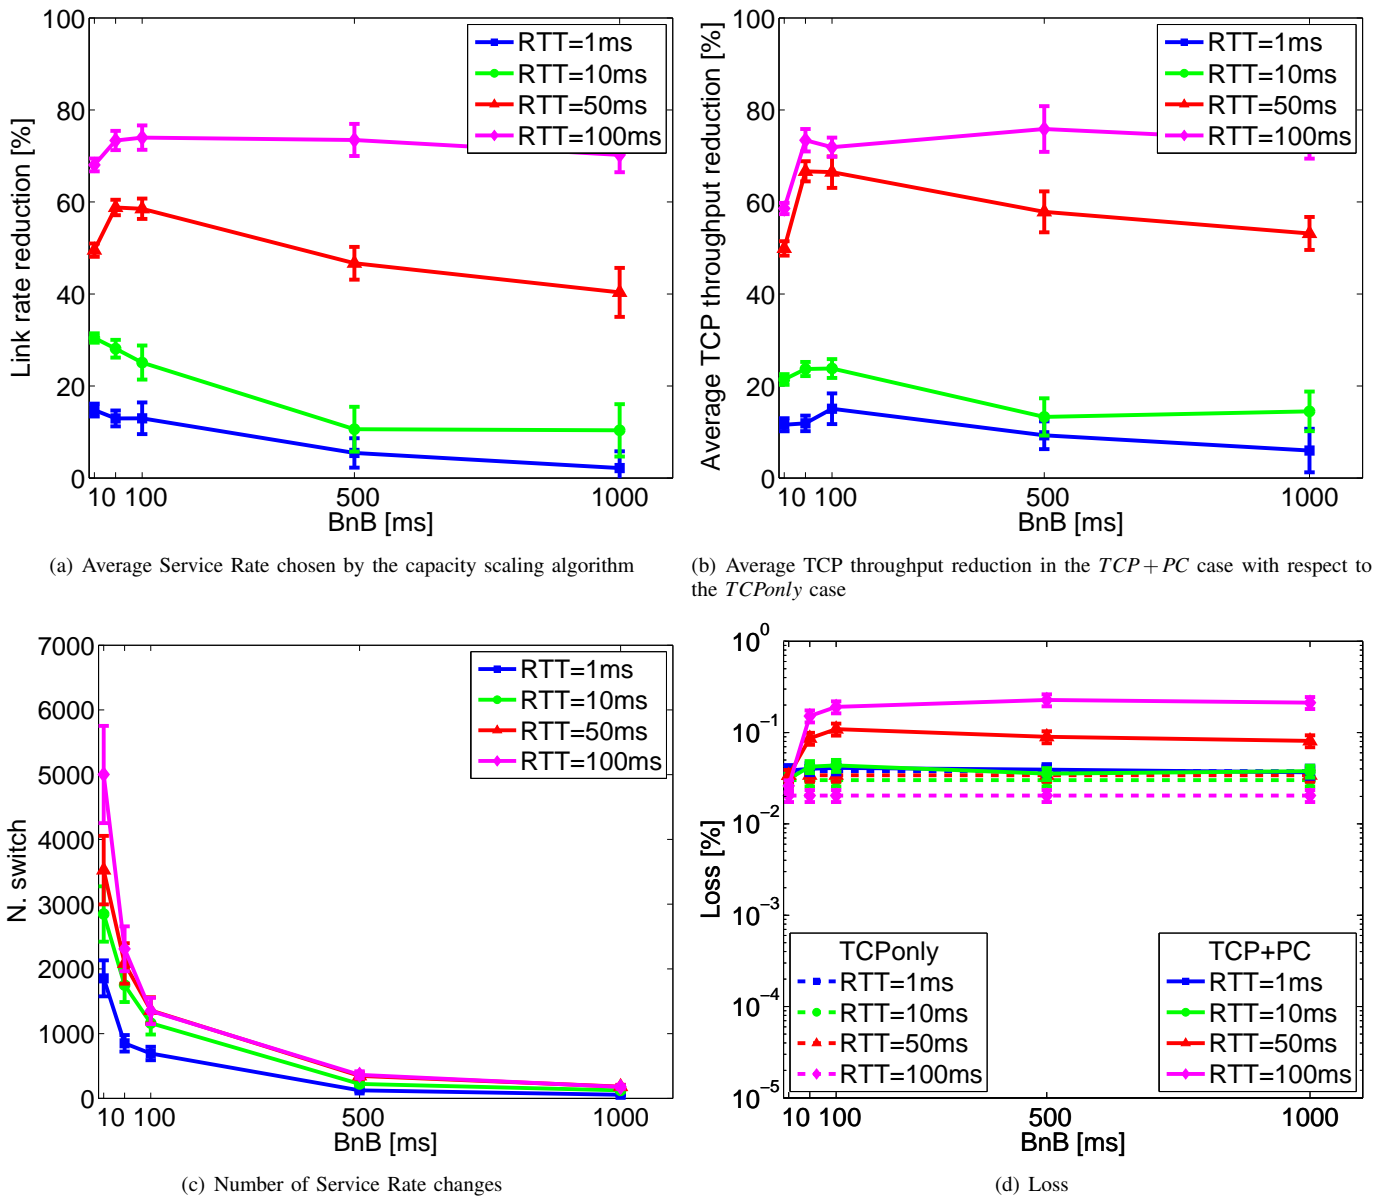 100
80
60
40
20
0
Link rate reduction [%]
10 100 500 1000
BnB [ms]
RTT=1ms
RTT=10ms
RTT=50ms
RTT=100ms
(a) Average Service Rate chosen by the capacity scaling algorithm
100
80
60
40
20
0
Average TCP throughput reduction [%]
10 100 500 1000
BnB [ms]
RTT=1ms
RTT=10ms
RTT=50ms
RTT=100ms
(b) Average TCP throughput reduction in the TCP+PC case with respect to
the TCPonly case
7000
6000
5000
4000
3000
2000
1000
0
N. switch
10 100 500 1000
BnB [ms]
RTT=1ms
RTT=10ms
RTT=50ms
RTT=100ms
(c) Number of Service Rate changes
10^0
10^-1
10^-2
10^-3
10^-4
10^-5
Loss [%]
10 100 500 1000
BnB [ms]
TCPonly
RTT=1ms
RTT=10ms
RTT=50ms
RTT=100ms
TCP+PC
RTT=1ms
RTT=10ms
RTT=50ms
RTT=100ms
(d) Loss